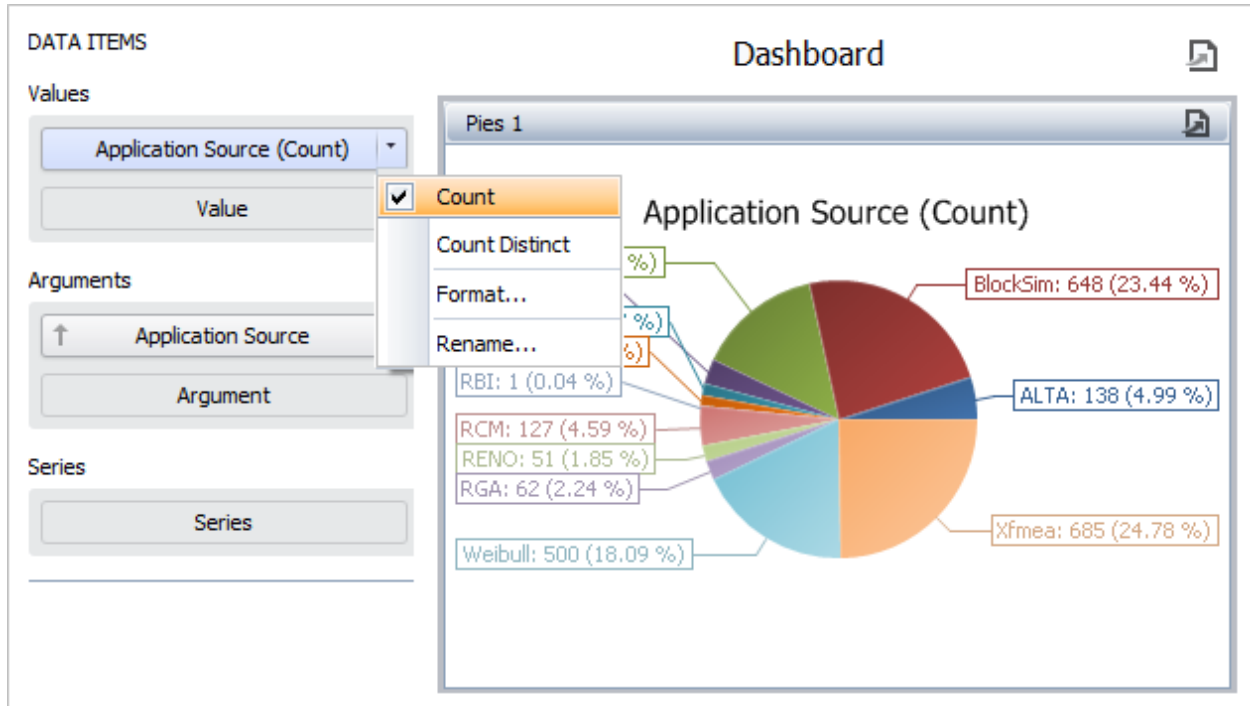 DATA ITEMS
Dashboard
Values
Pies 1
Application Source (Count)
Value
Count
Count Distinct
Format...
Rename...
Application Source (Count)
Arguments
Application Source
Argument
%)
%)
BlockSim: 648 (23.44 %)
ALTA: 138 (4.99 %)
RBI: 1 (0.04 %)
RCM: 127 (4.59 %)
RENO: 51 (1.85 %)
RGA: 62 (2.24 %)
Weibull: 500 (18.09 %)
Xfmea: 685 (24.78 %)
Series
Series